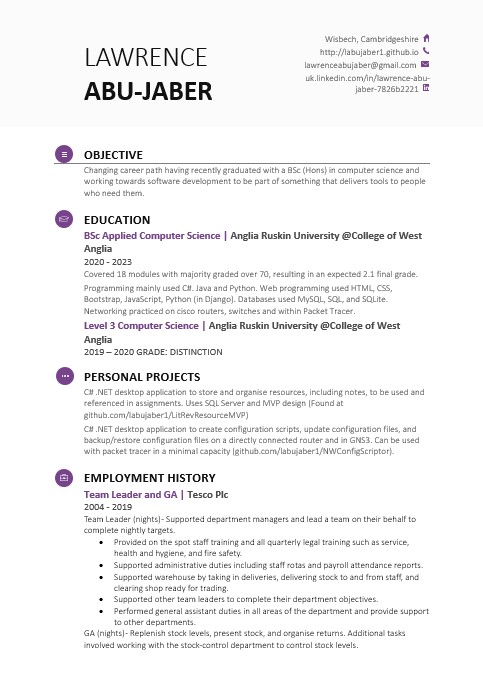 LAWRENCE
ABU-JABER
Wisbech, Cambridgeshire
http://labujaber1.github.io
lawrenceabujaber@gmail.com
uk.linkedin.com/in/lawrence-abu-
jaber-7826b2221
OBJECTIVE
Changing career path having recently graduated with a BSc (Hons) in computer science and
working towards software development to be part of something that delivers tools to people
who need them.
EDUCATION
BSc Applied Computer Science | Anglia Ruskin University @College of West
Anglia
2020 - 2023
Covered 18 modules with majority graded over 70, resulting in an expected 2.1 final grade.
Programming mainly used C#. Java and Python. Web programming used HTML, CSS,
Bootstrap, JavaScript, Python (in Django). Databases used MySQL, SQL, and SQLite.
Networking practiced on cisco routers, switches and within Packet Tracer.
Level 3 Computer Science | Anglia Ruskin University @College of West
Anglia
2019 – 2020 GRADE: DISTINCTION
PERSONAL PROJECTS
C# .NET desktop application to store and organise resources, including notes, to be used and
referenced in assignments. Uses SQL Server and MVP design (Found at
github.com/labujaber1/LitRevResourceMVP)
C# .NET desktop application to create configuration scripts, update configuration files, and
backup/restore configuration files on a directly connected router and in GNS3. Can be used
with packet tracer in a minimal capacity (github.com/labujaber1/NWConfigScriptor).
EMPLOYMENT HISTORY
Team Leader and GA | Tesco Plc
2004 - 2019
Team Leader (nights)- Supported department managers and lead a team on their behalf to
complete nightly targets.
• Provided on the spot staff training and all quarterly legal training such as service,
health and hygiene, and fire safety.
• Supported administrative duties including staff rotas and payroll attendance reports.
• Supported warehouse by taking in deliveries, delivering stock to and from staff, and
clearing shop ready for trading.
• Supported other team leaders to complete their department objectives.
• Performed general assistant duties in all areas of the department and provide support
to other departments.
GA (nights)- Replenish stock levels, present stock, and organise returns. Additional tasks
involved working with the stock-control department to control stock levels.